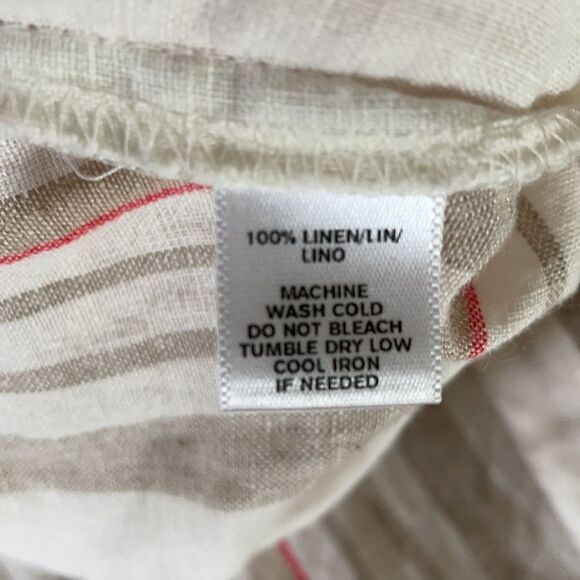 100% LINEN/LIN/
LINO
MACHINE
WASH COLD
DO NOT BLEACH
TUMBLE DRY LOW
COOL IRON
IF NEEDED